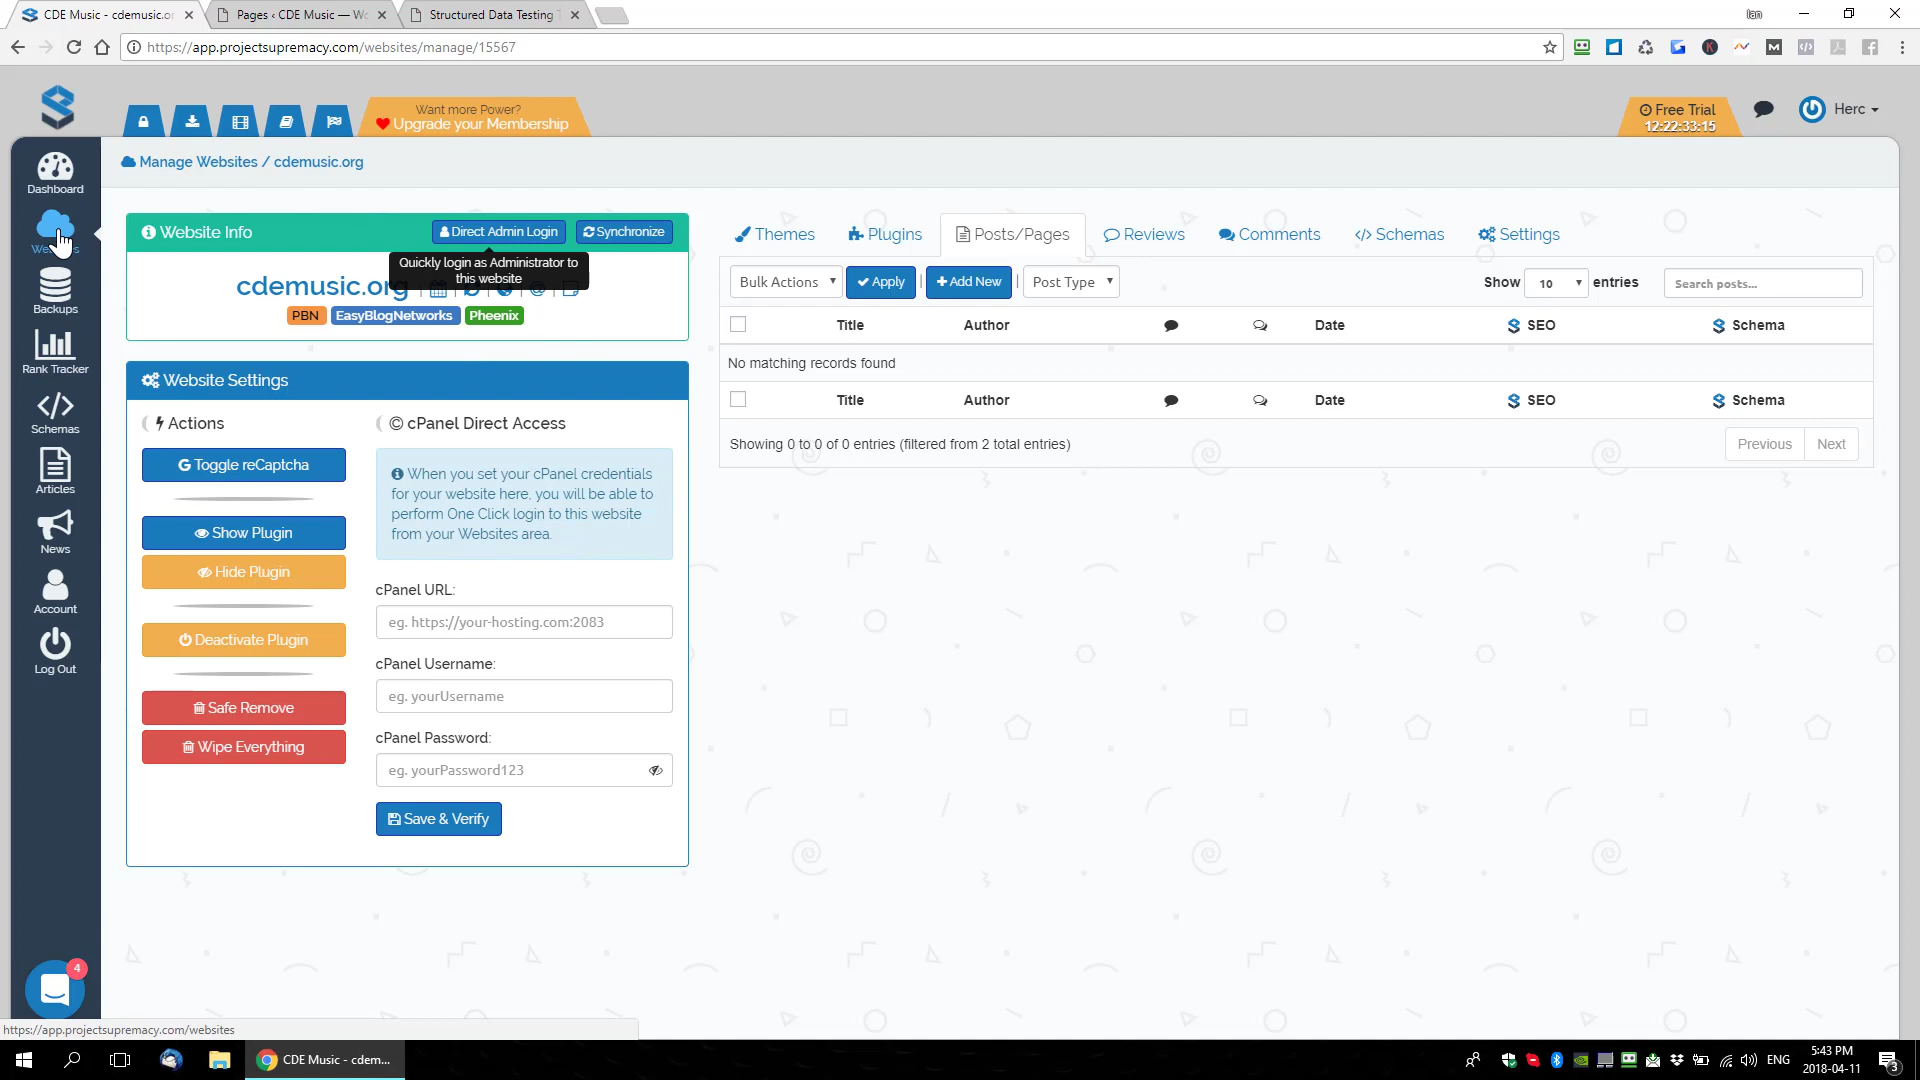 CDE Music - cdemusic.or
Pages ‹ CDE Music — Wo
Structured Data Testing T
Ian
https://app.projectsupremacy.com/websites/manage/15567
Want more Power?
Upgrade your Membership
Free Trial
12:22:33:15
Herc
Manage Websites / cdemusic.org
Dashboard
Websites
Backups
Rank Tracker
Schemas
Articles
News
Account
Log Out
4
Website Info
Direct Admin Login
Synchronize
Quickly login as Administrator to
this website
cdemusic.org
PBN
EasyBlogNetworks
Pheenix
Website Settings
Actions
Toggle reCaptcha
Show Plugin
Hide Plugin
Deactivate Plugin
Safe Remove
Wipe Everything
cPanel Direct Access
When you set your cPanel credentials
for your website here, you will be able to
perform One Click login to this website
from your Websites area.
cPanel URL:
eg. https://your-hosting.com:2083
cPanel Username:
eg. yourUsername
cPanel Password:
eg. yourPassword123
Save & Verify
Themes
Plugins
Posts/Pages
Reviews
Comments
Schemas
Settings
Bulk Actions
Apply
| Add New |
Post Type
Show 10 entries
Search posts...
Title Author Date SEO Schema
No matching records found
Title Author Date SEO Schema
Showing 0 to 0 of 0 entries (filtered from 2 total entries)
Previous
Next
https://app.projectsupremacy.com/websites
CDE Music - cdem...
ENG
5:43 PM
2018-04-11
3